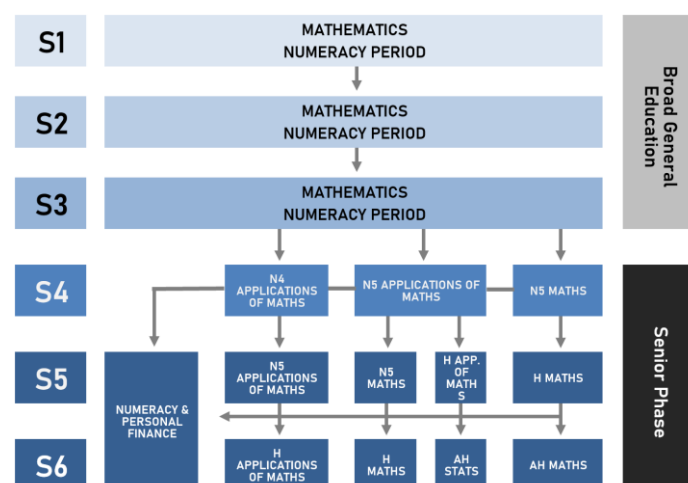 S1
MATHEMATICS
NUMERACY PERIOD
Broad General
Education
S2
MATHEMATICS
NUMERACY PERIOD
S3
MATHEMATICS
NUMERACY PERIOD
S4
N4
APPLICATIONS
OF MATHS
N5 APPLICATIONS OF
MATHS
N5 MATHS
Senior Phase
S5
NUMERACY &
PERSONAL
FINANCE
N5
APPLICATIONS
OF MATHS
N5
MATHS
H APP.
OF
MATH
S
H MATHS
S6
H
APPLICATIONS
OF MATHS
H
MATHS
AH
STATS
AH MATHS